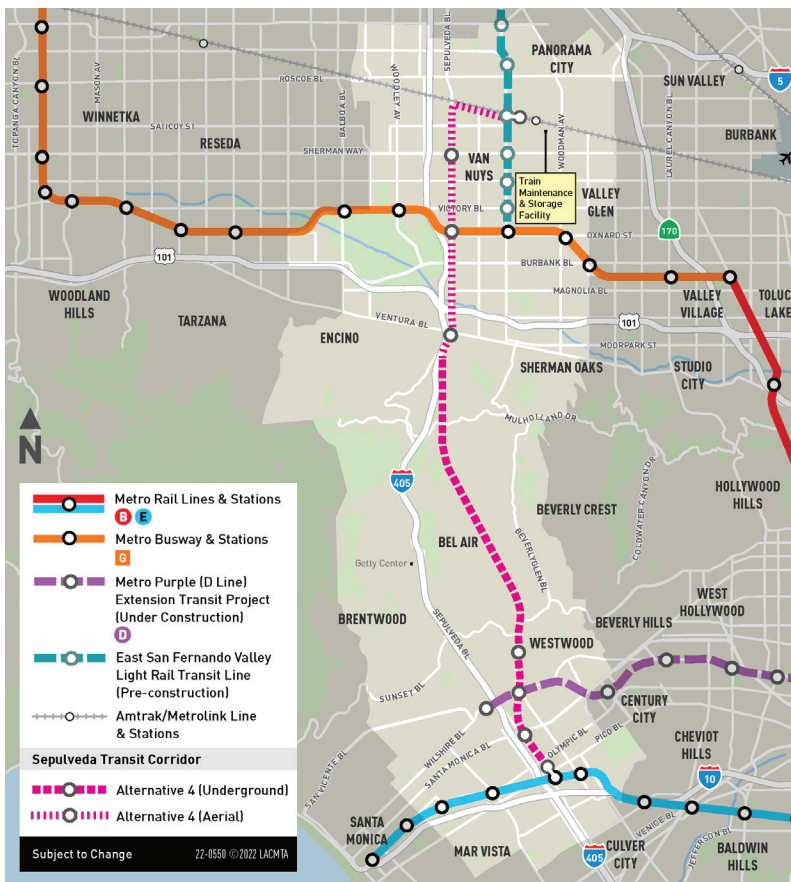 TOPANGA CANYON BL
MASON AV
WINNETKA
ROSCOE BL
SATICOY ST
RESEDA
SHERMAN WAY
BALBOA BL
WOODLEY AV
SEPULVEDA BL
PANORAMA
CITY
SUN VALLEY
5
WOODMAN AV
LAUREL CANYON BL
BURBANK
VAN
NUYS
Train
Maintenance
& Storage
Facility
VALLEY
GLEN
VICTORY BL
OXNARD ST
170
101
BURBANK BL
MAGNOLIA BL
WOODLAND
HILLS
TARZANA
VENTURA BL
ENCINO
VALLEY
VILLAGE
TOLUC
LAKE
101
MOORPARK ST
SHERMAN OAKS
STUDIO
CITY
MULHOLLAND DR
N
405
COLDWATER CANYON DR
HOLLYWOOD
HILLS
BEVERLY CREST
BEL AIR
BEVERLY GLEN BL
Getty Center
BRENTWOOD
SEPULVEDA BL
WESTWOOD
BEVERLY HILLS
WEST
HOLLYWOOD
SUNSET BL
CENTURY
CITY
WILSHIRE BL
SANTA MONICA BL
OLYMPIC BL
PICO BL
CHEVIOT
HILLS
10
SAN VICENTE BL
SANTA
MONICA
MAR VISTA
405
CULVER
CITY
VENICE BL
JEFFERSON BL
BALDWIN
HILLS
Metro Rail Lines & Stations
B E
Metro Busway & Stations
G
Metro Purple (D Line)
Extension Transit Project
(Under Construction)
D
East San Fernando Valley
Light Rail Transit Line
(Pre-construction)
Amtrak/Metrolink Line
& Stations
Sepulveda Transit Corridor
Alternative 4 (Underground)
Alternative 4 (Aerial)
Subject to Change
22-0550 ©2022 LACMTA